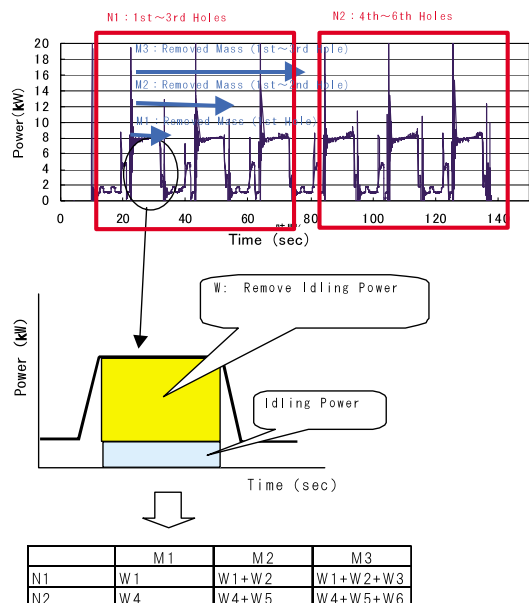 N1：1st～3rd Holes
N2：4th～6th Holes
M3：Removed Mass (1st～3rd Hole)
M2：Removed Mass (1st～2nd Hole)
M1：Removed Mass (1st Hole)
Power(kW)
20
18
16
14
12
10
8
6
4
2
0
0 20 40 60 80 100 120 140
Time (sec)
W: Remove Idling Power
Idling Power
Power (kW)
Time (sec)
M1 M2 M3
N1 W1 W1+W2 W1+W2+W3
N2 W4 W4+W5 W4+W5+W6